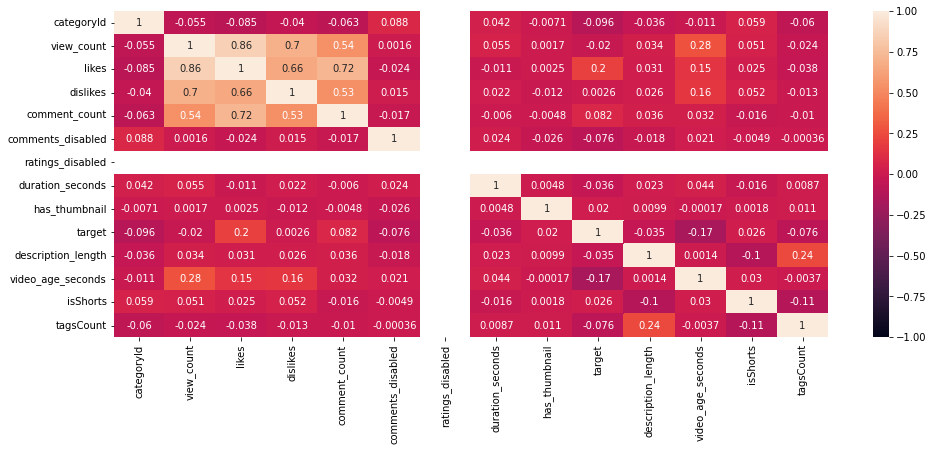 categoryId 1 -0.055 -0.085 -0.04 -0.063 0.088 0.042 -0.0071 -0.096 -0.036 -0.011 0.059 -0.06 1.00
view_count -0.055 1 0.86 0.7 0.54 0.0016 0.055 0.0017 -0.02 0.034 0.28 0.051 -0.024 0.75
likes -0.085 0.86 1 0.66 0.72 -0.024 -0.011 0.0025 0.2 0.031 0.15 0.025 -0.038
dislikes -0.04 0.7 0.66 1 0.53 0.015 0.022 -0.012 0.0026 0.026 0.16 0.052 -0.013 0.50
comment_count -0.063 0.54 0.72 0.53 1 -0.017 -0.006 -0.0048 0.082 0.036 0.032 -0.016 -0.01
comments_disabled 0.088 0.0016 -0.024 0.015 -0.017 1 0.024 -0.026 -0.076 -0.018 0.021 -0.0049 -0.00036 0.25
ratings_disabled 0.00
duration_seconds 0.042 0.055 -0.011 0.022 -0.006 0.024 1 0.0048 -0.036 0.023 0.044 -0.016 0.0087
has_thumbnail -0.0071 0.0017 0.0025 -0.012 -0.0048 -0.026 0.0048 1 0.02 0.0099 -0.00017 0.0018 0.011 -0.25
target -0.096 -0.02 0.2 0.0026 0.082 -0.076 -0.036 0.02 1 -0.035 -0.17 0.026 -0.076
description_length -0.036 0.034 0.031 0.026 0.036 -0.018 0.023 0.0099 -0.035 1 0.0014 -0.1 0.24 -0.50
video_age_seconds -0.011 0.28 0.15 0.16 0.032 0.021 0.044 -0.00017 -0.17 0.0014 1 0.03 -0.0037
isShorts 0.059 0.051 0.025 0.052 -0.016 -0.0049 -0.016 0.0018 0.026 -0.1 0.03 1 -0.11 -0.75
tagsCount -0.06 -0.024 -0.038 -0.013 -0.01 -0.00036 0.0087 0.011 -0.076 0.24 -0.0037 -0.11 1 -1.00
categoryId
view_count
likes
dislikes
comment_count
comments_disabled
ratings_disabled
duration_seconds
has_thumbnail
target
description_length
video_age_seconds
isShorts
tagsCount